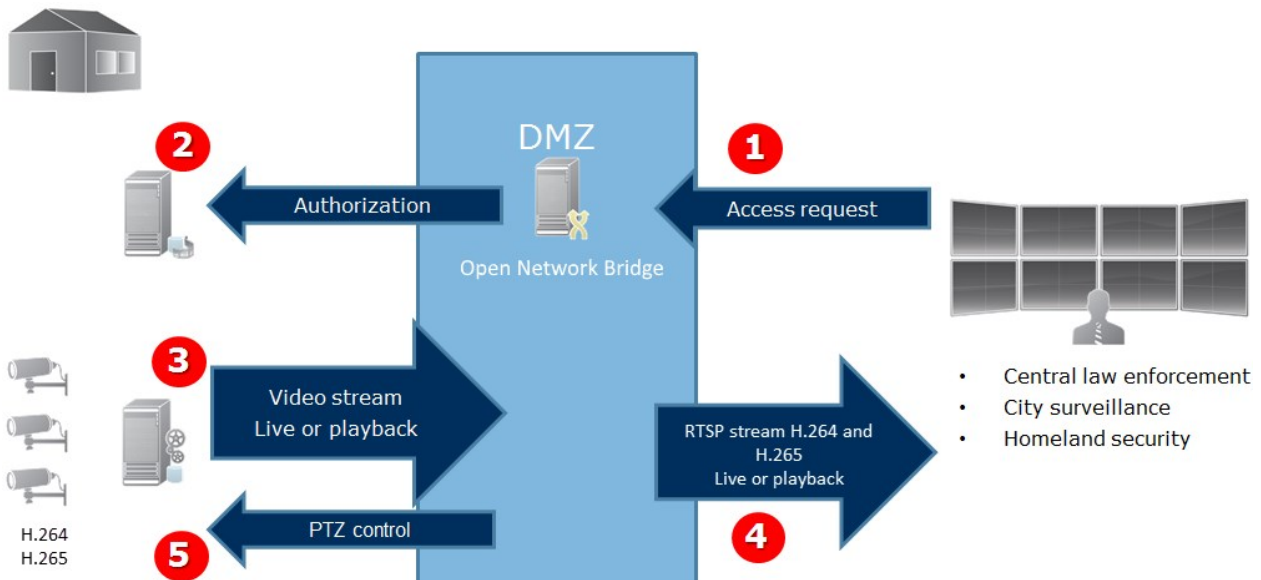 DMZ
1
2
Authorization
Access request
Open Network Bridge
3
Video stream
Live or playback
RTSP stream H.264 and
H.265
Live or playback
• Central law enforcement
• City surveillance
• Homeland security
4
PTZ control
5
H.264
H.265